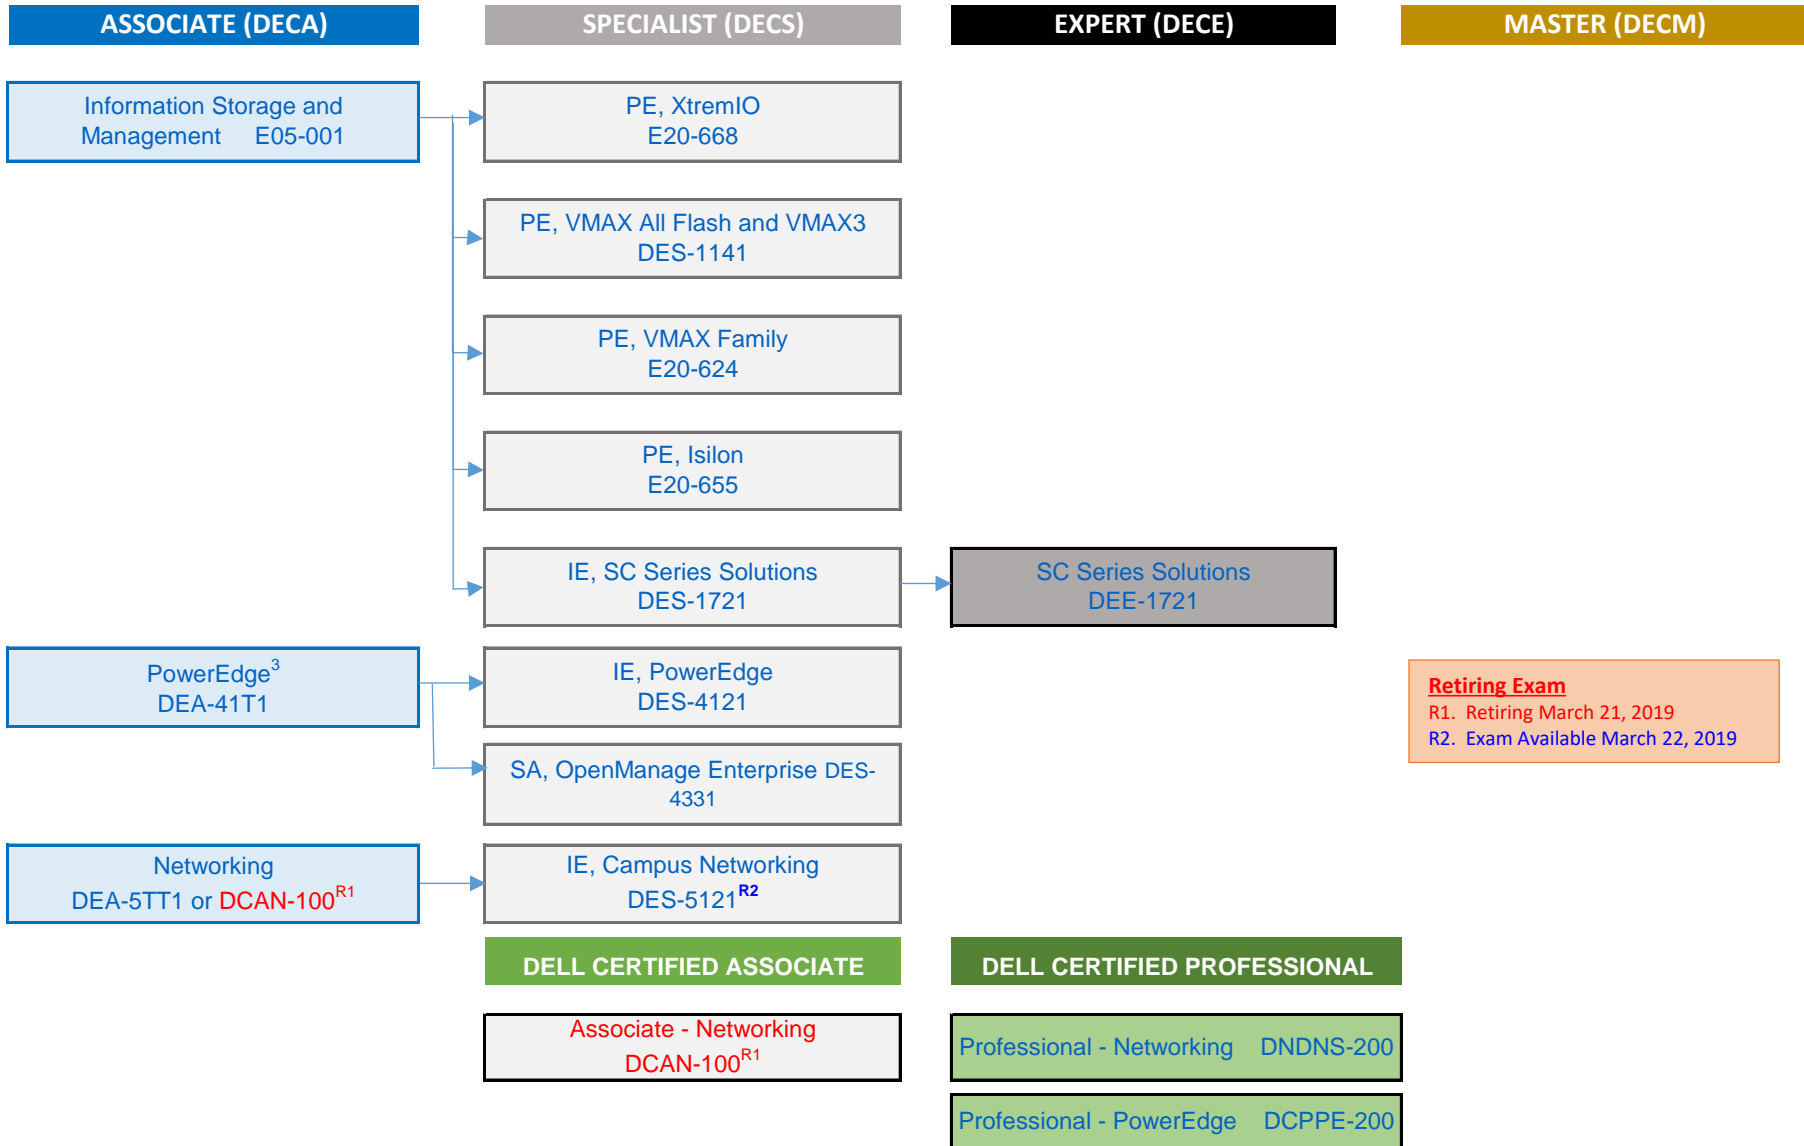 ASSOCIATE (DECA)
SPECIALIST (DECS)
EXPERT (DECE)
MASTER (DECM)
Information Storage and
Management E05-001
PE, XtremIO
E20-668
PE, VMAX All Flash and VMAX3
DES-1141
PE, VMAX Family
E20-624
PE, Isilon
E20-655
IE, SC Series Solutions
DES-1721
SC Series Solutions
DEE-1721
PowerEdge3
DEA-41T1
IE, PowerEdge
DES-4121
Retiring Exam
R1. Retiring March 21, 2019
R2. Exam Available March 22, 2019
SA, OpenManage Enterprise DES-
4331
Networking
DEA-5TT1 or DCAN-100R1
IE, Campus Networking
DES-5121R2
DELL CERTIFIED ASSOCIATE
DELL CERTIFIED PROFESSIONAL
Associate - Networking
DCAN-100R1
Professional - Networking DNDNS-200
Professional - PowerEdge DCPPE-200